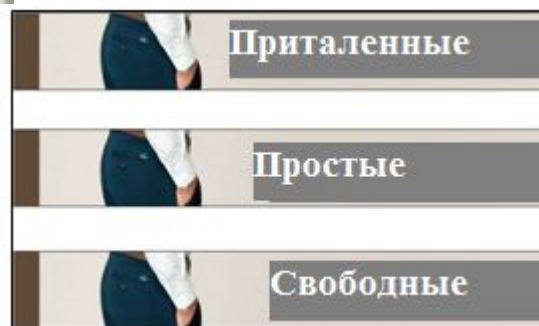 Приталенные
Простые
Свободные